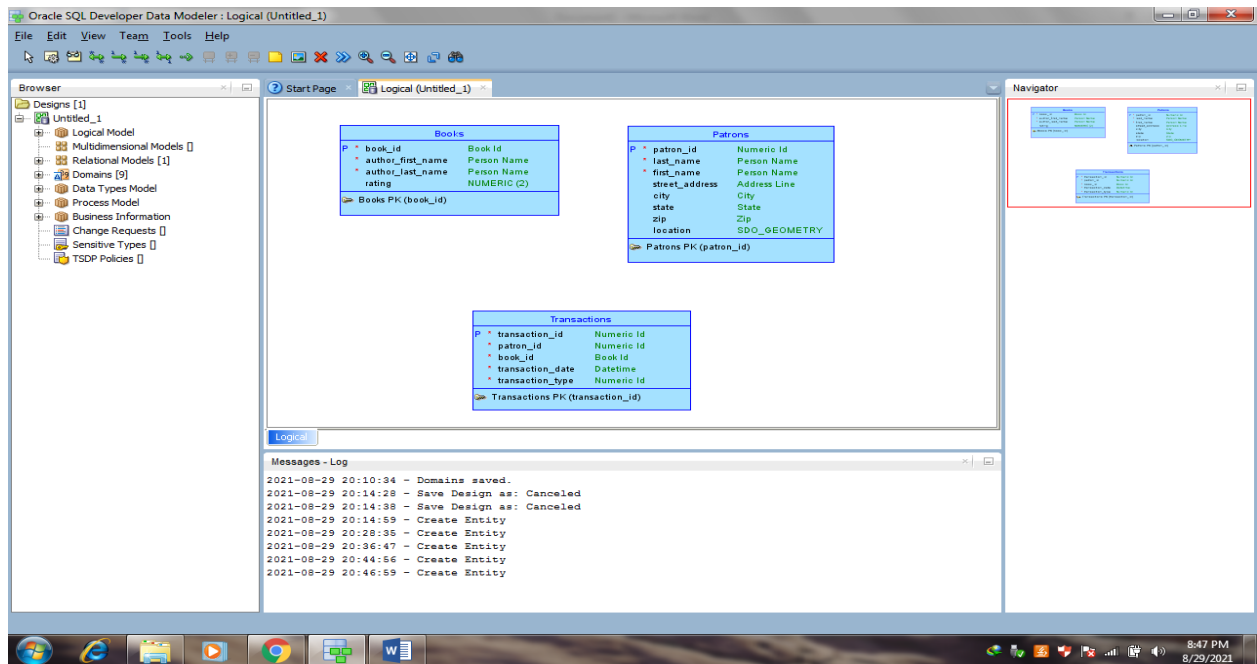 Oracle SQL Developer Data Modeler : Logical (Untitled_1)
File Edit View Team Tools Help
Browser
Designs [1]
Untitled_1
Logical Model
Multidimensional Models []
Relational Models [1]
Domains [9]
Data Types Model
Process Model
Business Information
Change Requests []
Sensitive Types []
TSDP Policies []
Start Page
Logical (Untitled_1)
Books
P * book_id Book Id
* author_first_name Person Name
* author_last_name Person Name
rating NUMERIC (2)
Books PK (book_id)
Patrons
P * patron_id Numeric Id
* last_name Person Name
* first_name Person Name
street_address Address Line
city City
state State
zip Zip
location SDO_GEOMETRY
Patrons PK (patron_id)
Transactions
P * transaction_id Numeric Id
* patron_id Numeric Id
* book_id Book Id
* transaction_date Datetime
* transaction_type Numeric Id
Transactions PK (transaction_id)
Logical
Messages - Log
2021-08-29 20:10:34 - Domains saved.
2021-08-29 20:14:28 - Save Design as: Canceled
2021-08-29 20:14:38 - Save Design as: Canceled
2021-08-29 20:14:59 - Create Entity
2021-08-29 20:28:35 - Create Entity
2021-08-29 20:36:47 - Create Entity
2021-08-29 20:44:56 - Create Entity
2021-08-29 20:46:59 - Create Entity
Navigator
8:47 PM
8/29/2021